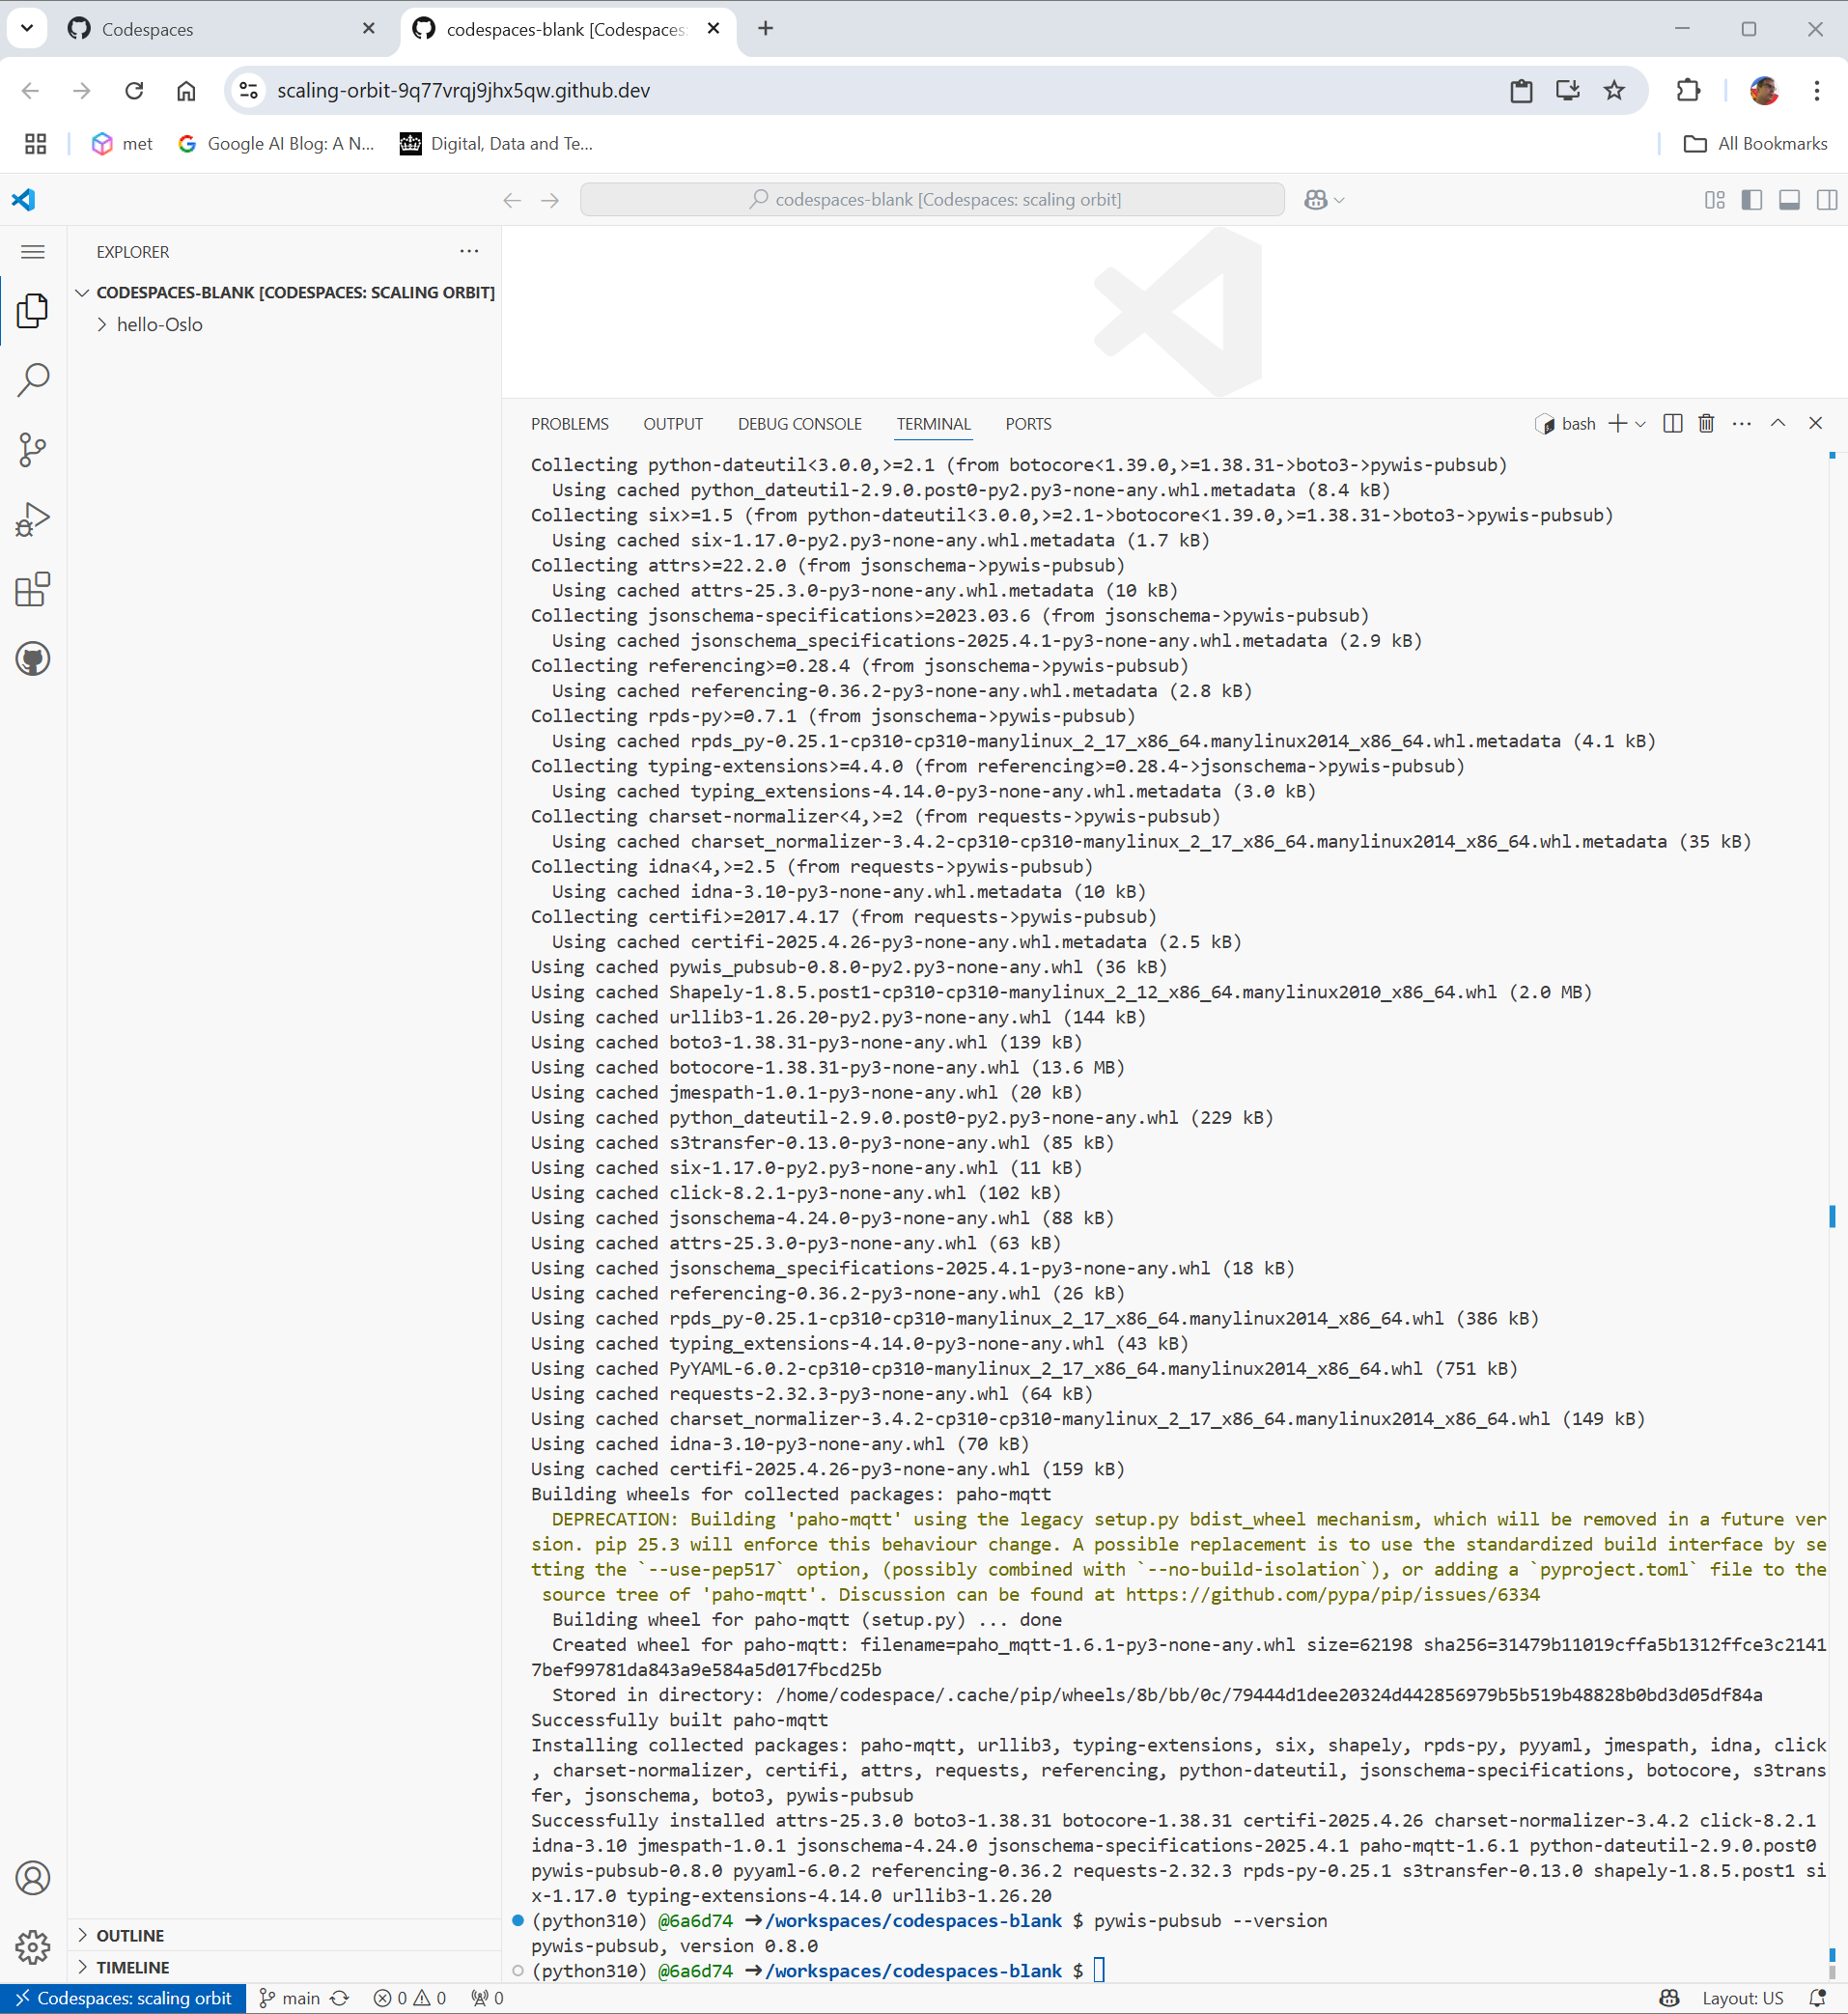 Codespaces
codespaces-blank [Codespaces:
scaling-orbit-9q77vrqj9jhx5qw.github.dev
met
Google AI Blog: A N...
Digital, Data and Te...
All Bookmarks
codespaces-blank [Codespaces: scaling orbit]
EXPLORER
CODESPACES-BLANK [CODESPACES: SCALING ORBIT]
hello-Oslo
PROBLEMS OUTPUT DEBUG CONSOLE TERMINAL PORTS
bash
Collecting python-dateutil<3.0.0,>=2.1 (from botocore<1.39.0,>=1.38.31->boto3->pywis-pubsub)
  Using cached python_dateutil-2.9.0.post0-py2.py3-none-any.whl.metadata (8.4 kB)
Collecting six>=1.5 (from python-dateutil<3.0.0,>=2.1->botocore<1.39.0,>=1.38.31->boto3->pywis-pubsub)
  Using cached six-1.17.0-py2.py3-none-any.whl.metadata (1.7 kB)
Collecting attrs>=22.2.0 (from jsonschema->pywis-pubsub)
  Using cached attrs-25.3.0-py3-none-any.whl.metadata (10 kB)
Collecting jsonschema-specifications>=2023.03.6 (from jsonschema->pywis-pubsub)
  Using cached jsonschema_specifications-2025.4.1-py3-none-any.whl.metadata (2.9 kB)
Collecting referencing>=0.28.4 (from jsonschema->pywis-pubsub)
  Using cached referencing-0.36.2-py3-none-any.whl.metadata (2.8 kB)
Collecting rpds-py>=0.7.1 (from jsonschema->pywis-pubsub)
  Using cached rpds_py-0.25.1-cp310-cp310-manylinux_2_17_x86_64.manylinux2014_x86_64.whl.metadata (4.1 kB)
Collecting typing-extensions>=4.4.0 (from referencing>=0.28.4->jsonschema->pywis-pubsub)
  Using cached typing_extensions-4.14.0-py3-none-any.whl.metadata (3.0 kB)
Collecting charset-normalizer<4,>=2 (from requests->pywis-pubsub)
  Using cached charset_normalizer-3.4.2-cp310-cp310-manylinux_2_17_x86_64.manylinux2014_x86_64.whl.metadata (35 kB)
Collecting idna<4,>=2.5 (from requests->pywis-pubsub)
  Using cached idna-3.10-py3-none-any.whl.metadata (10 kB)
Collecting certifi>=2017.4.17 (from requests->pywis-pubsub)
  Using cached certifi-2025.4.26-py3-none-any.whl.metadata (2.5 kB)
Using cached pywis_pubsub-0.8.0-py2.py3-none-any.whl (36 kB)
Using cached Shapely-1.8.5.post1-cp310-cp310-manylinux_2_12_x86_64.manylinux2010_x86_64.whl (2.0 MB)
Using cached urllib3-1.26.20-py2.py3-none-any.whl (144 kB)
Using cached boto3-1.38.31-py3-none-any.whl (139 kB)
Using cached botocore-1.38.31-py3-none-any.whl (13.6 MB)
Using cached jmespath-1.0.1-py3-none-any.whl (20 kB)
Using cached python_dateutil-2.9.0.post0-py2.py3-none-any.whl (229 kB)
Using cached s3transfer-0.13.0-py3-none-any.whl (85 kB)
Using cached six-1.17.0-py2.py3-none-any.whl (11 kB)
Using cached click-8.2.1-py3-none-any.whl (102 kB)
Using cached jsonschema-4.24.0-py3-none-any.whl (88 kB)
Using cached attrs-25.3.0-py3-none-any.whl (63 kB)
Using cached jsonschema_specifications-2025.4.1-py3-none-any.whl (18 kB)
Using cached referencing-0.36.2-py3-none-any.whl (26 kB)
Using cached rpds_py-0.25.1-cp310-cp310-manylinux_2_17_x86_64.manylinux2014_x86_64.whl (386 kB)
Using cached typing_extensions-4.14.0-py3-none-any.whl (43 kB)
Using cached PyYAML-6.0.2-cp310-cp310-manylinux_2_17_x86_64.manylinux2014_x86_64.whl (751 kB)
Using cached requests-2.32.3-py3-none-any.whl (64 kB)
Using cached charset_normalizer-3.4.2-cp310-cp310-manylinux_2_17_x86_64.manylinux2014_x86_64.whl (149 kB)
Using cached idna-3.10-py3-none-any.whl (70 kB)
Using cached certifi-2025.4.26-py3-none-any.whl (159 kB)
Building wheels for collected packages: paho-mqtt
  DEPRECATION: Building 'paho-mqtt' using the legacy setup.py bdist_wheel mechanism, which will be removed in a future ver
sion. pip 25.3 will enforce this behaviour change. A possible replacement is to use the standardized build interface by se
tting the `--use-pep517` option, (possibly combined with `--no-build-isolation`), or adding a `pyproject.toml` file to the
 source tree of 'paho-mqtt'. Discussion can be found at https://github.com/pypa/pip/issues/6334
  Building wheel for paho-mqtt (setup.py) ... done
  Created wheel for paho-mqtt: filename=paho_mqtt-1.6.1-py3-none-any.whl size=62198 sha256=31479b11019cffa5b1312ffce3c2141
7bef99781da843a9e584a5d017fbcd25b
  Stored in directory: /home/codespace/.cache/pip/wheels/8b/bb/0c/79444d1dee20324d442856979b5b519b48828b0bd3d05df84a
Successfully built paho-mqtt
Installing collected packages: paho-mqtt, urllib3, typing-extensions, six, shapely, rpds-py, pyyaml, jmespath, idna, click
, charset-normalizer, certifi, attrs, requests, referencing, python-dateutil, jsonschema-specifications, botocore, s3trans
fer, jsonschema, boto3, pywis-pubsub
Successfully installed attrs-25.3.0 boto3-1.38.31 botocore-1.38.31 certifi-2025.4.26 charset-normalizer-3.4.2 click-8.2.1
idna-3.10 jmespath-1.0.1 jsonschema-4.24.0 jsonschema-specifications-2025.4.1 paho-mqtt-1.6.1 python-dateutil-2.9.0.post0
pywis-pubsub-0.8.0 pyyaml-6.0.2 referencing-0.36.2 requests-2.32.3 rpds-py-0.25.1 s3transfer-0.13.0 shapely-1.8.5.post1 si
x-1.17.0 typing-extensions-4.14.0 urllib3-1.26.20
(python310) @6a6d74 ➜/workspaces/codespaces-blank $ pywis-pubsub --version
pywis-pubsub, version 0.8.0
(python310) @6a6d74 ➜/workspaces/codespaces-blank $
OUTLINE
TIMELINE
Codespaces: scaling orbit main 0 0 0 Layout: US